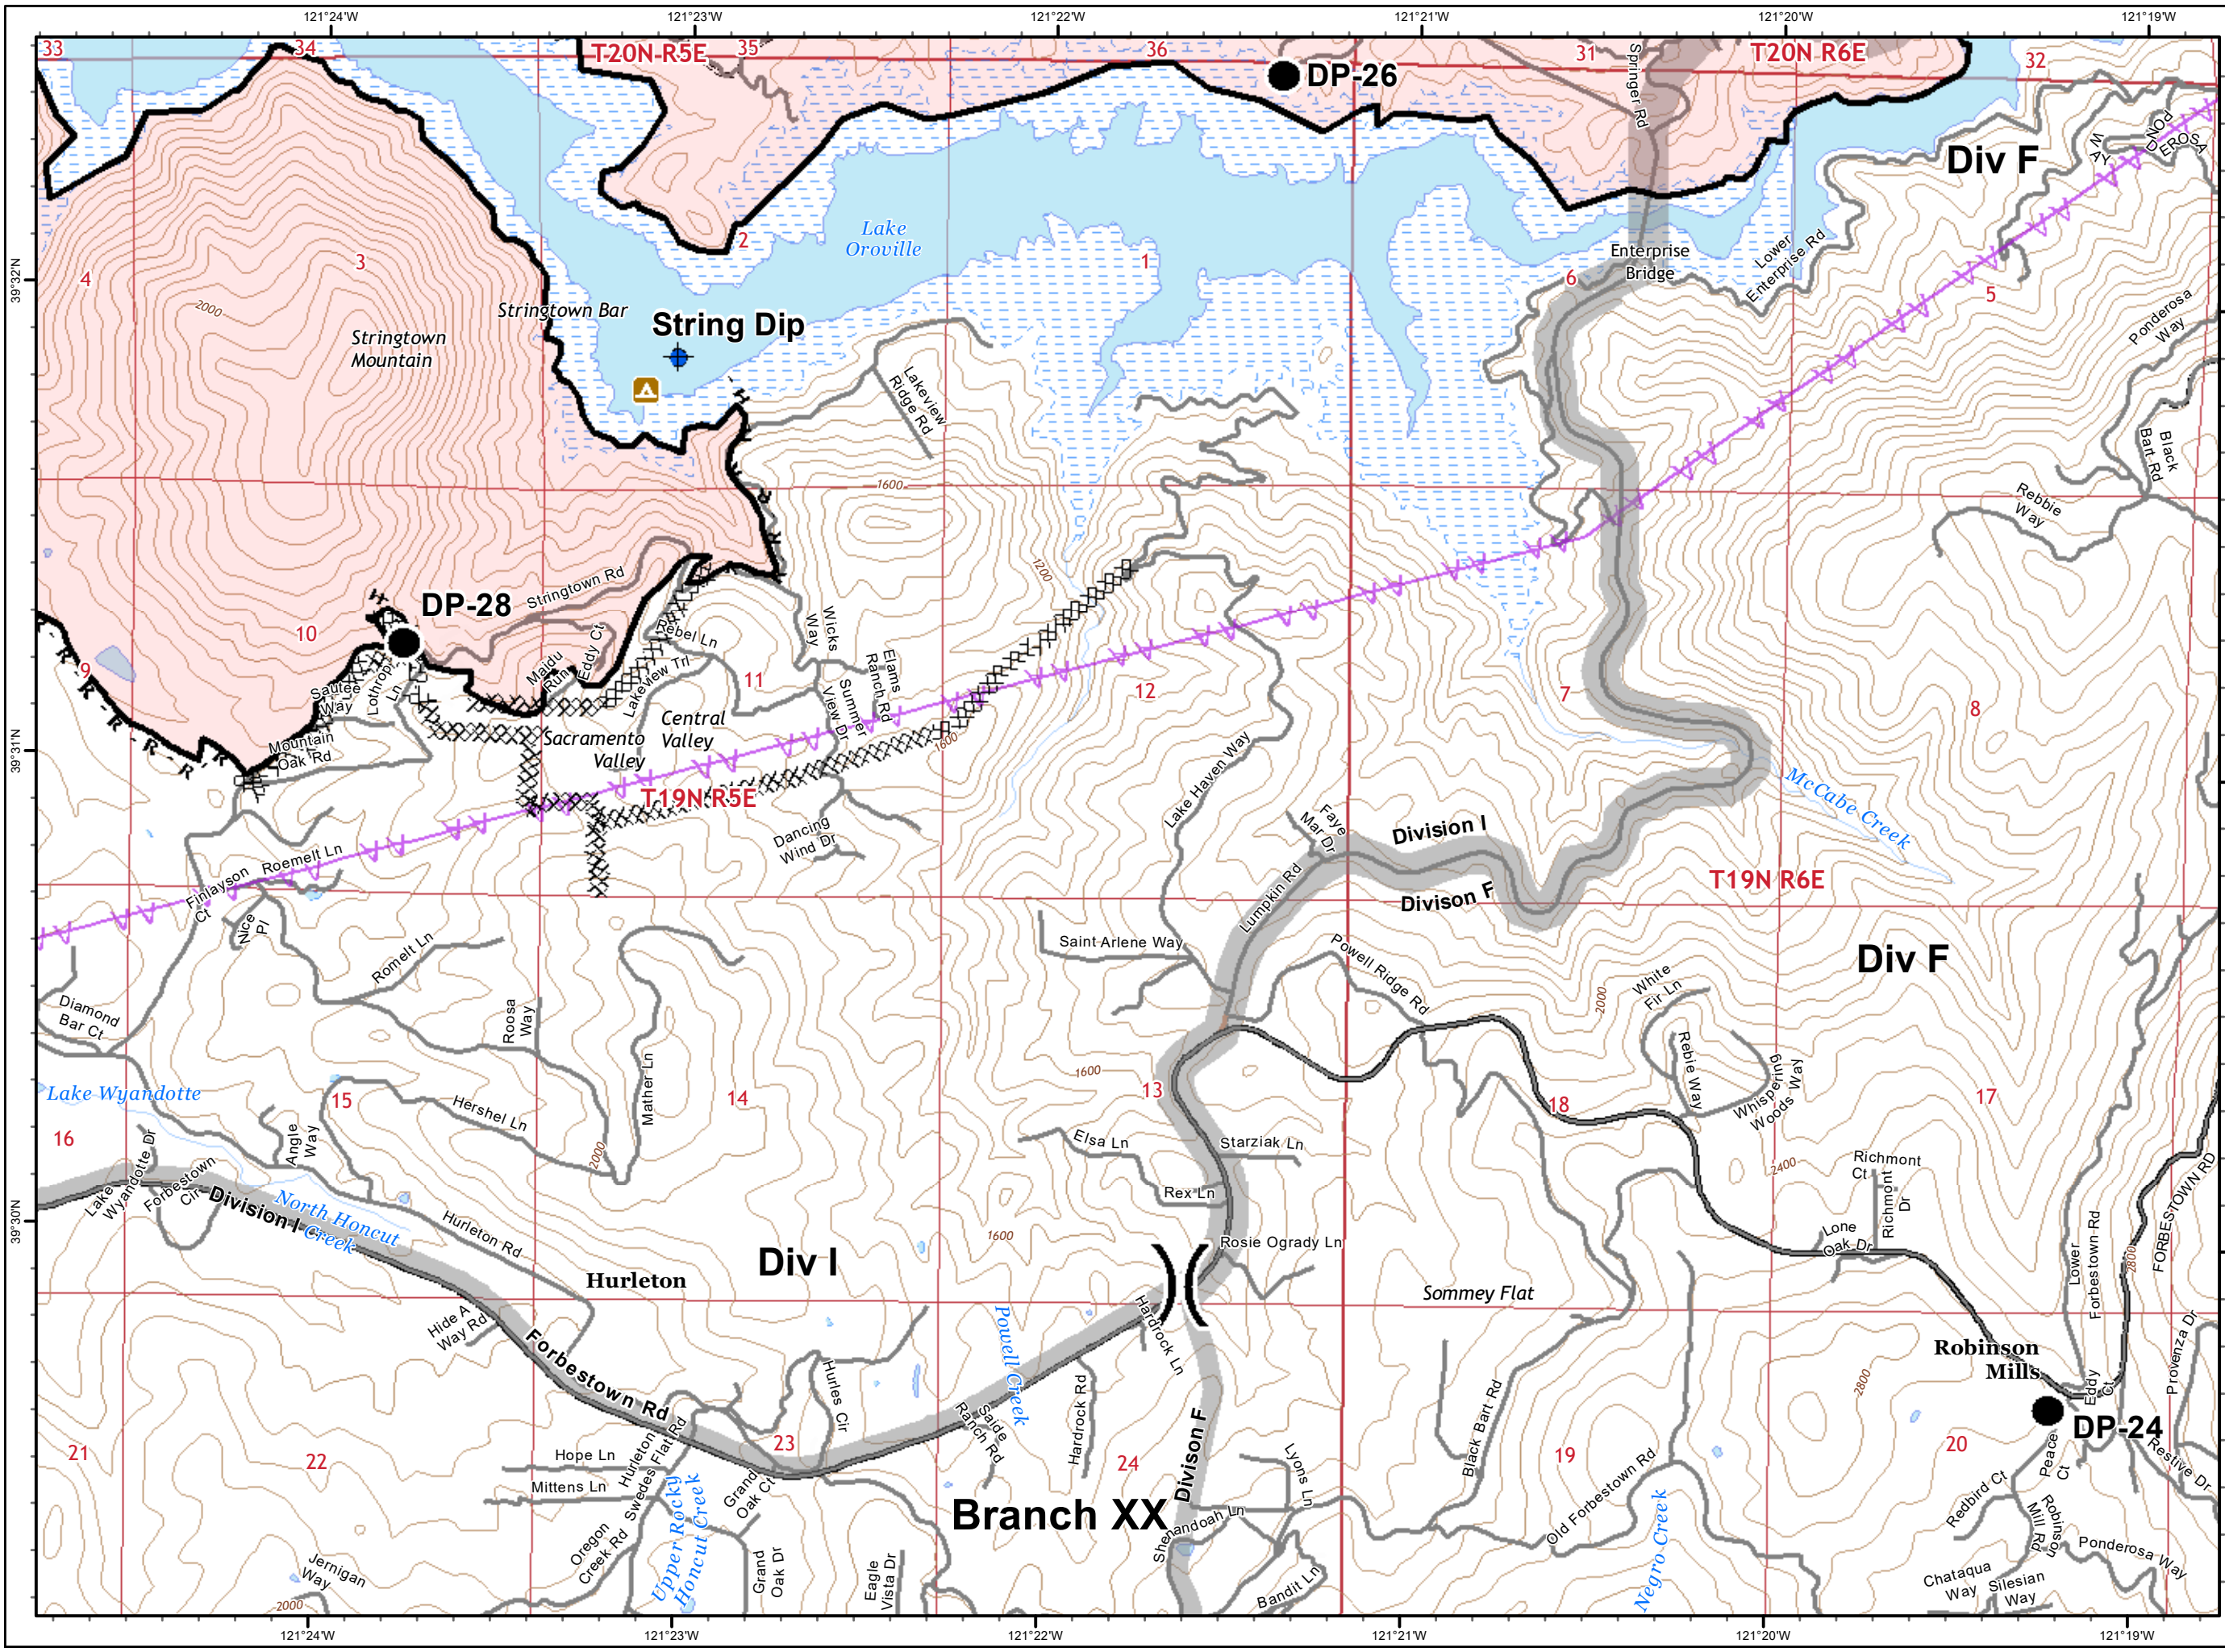 121°24'W
121°23'W
121°22'W
121°21'W
121°20'W
121°19'W
33
34
T20N R5E
35
36
DP-26
31
Springer Rd
T20N R6E
32
PONDEROSA
WAY
Div F
39°32'N
4
3
2
1
Lake
Oroville
6
Enterprise
Bridge
Lower
Enterprise Rd
5
Ponderosa
Way
2000
Stringtown
Mountain
Stringtown Bar
String Dip
Lakeview
Ridge Rd
Black
Bart Rd
1600
Rebbie
Way
1200
Stringtown Rd
DP-28
10
9
Rebel Ln
Wicks
Way
Eddy Ct
Maidu
Run
Lakeview Trl
Elams
Ranch Rd
Summer
View Dr
11
12
7
8
Sautee
Way
Lothrop
Ln
Mountain
Oak Rd
Central
Valley
Sacramento
Valley
1600
39°31'N
T19N R5E
Lake Haven Way
McCabe Creek
Dancing
Wind Dr
Faye
Mar Dr
Division I
Divison F
T19N R6E
Roemelt Ln
Finlayson
Ct
Nice
Pl
Lumpkin Rd
Romelt Ln
Saint Arlene Way
Powell Ridge Rd
Div F
White
Fir Ln
2000
Diamond
Bar Ct
Roosa
Way
Mather Ln
Rebie Way
Whispering
Woods Way
Lake Wyandotte
16
15
Hershel Ln
14
1600
13
18
17
Angle
Way
2000
Elsa Ln
Starziak Ln
Rex Ln
2400
Richmont
Ct
Richmont
Dr
Lake
Wyandotte Dr
Forbestown
Cir
Division I
North Honcut
Creek
Hurleton Rd
39°30'N
1600
Rosie Ogrady Ln
Lone
Oak Dr
Lower
Forbestown Rd
2800
FORBESTOWN RD
Div I
Hurleton
Sommey Flat
Hide A
Way Rd
Forbestown Rd
Hurles Cir
Powell Creek
Hardrock Ln
Robinson
Mills
Provenza Dr
Eddy
Ct
DP-24
2800
21
22
23
24
19
20
Hope Ln
Mittens Ln
Hurleton
Swedes Flat Rd
Grand
Oak Ct
Saide
Ranch Rd
Hardrock Rd
Divison F
Lyons Ln
Black Bart Rd
Old Forbestown Rd
Redbird Ct
Peace
Ct
Restive Dr
Branch XX
Shenandoah Ln
Bandit Ln
Negro Creek
Robinson
Mill Rd
Ponderosa Way
Chataqua
Way
Silesian
Way
Jernigan
Way
2000
Oregon
Creek Rd
Upper Rocky
Honcut Creek
Grand
Oak Dr
Eagle
Vista Dr
121°24'W
121°23'W
121°22'W
121°21'W
121°20'W
121°19'W